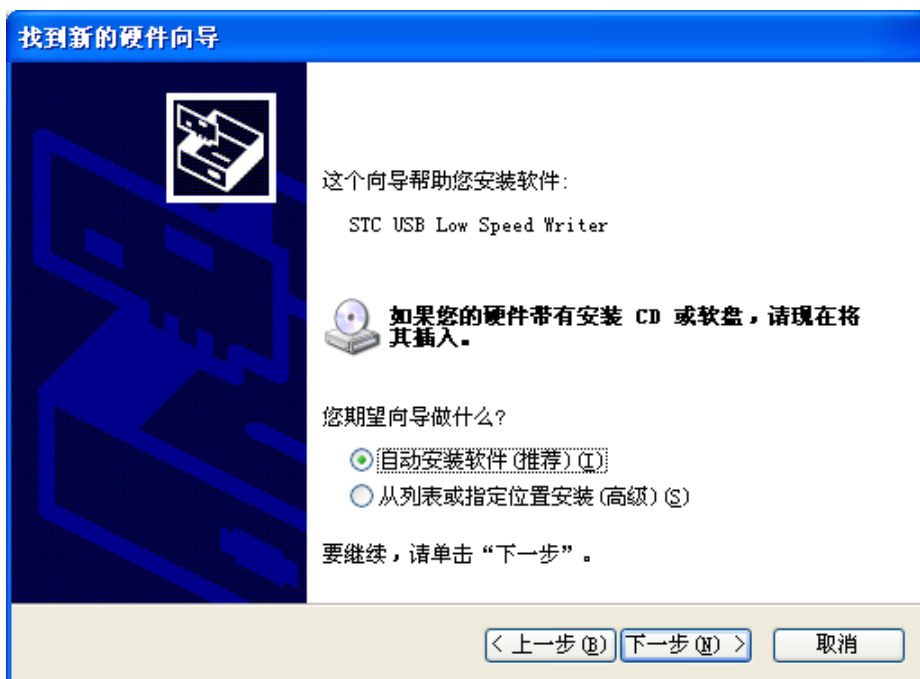 找到新的硬件向导
这个向导帮助您安装软件:
STC USB Low Speed Writer
如果您的硬件带有安装 CD 或软盘，请现在将
其插入。
您期望向导做什么?
自动安装软件(推荐)(I)
从列表或指定位置安装(高级)(S)
要继续，请单击“下一步”。
< 上一步(B) 下一步(N) > 取消